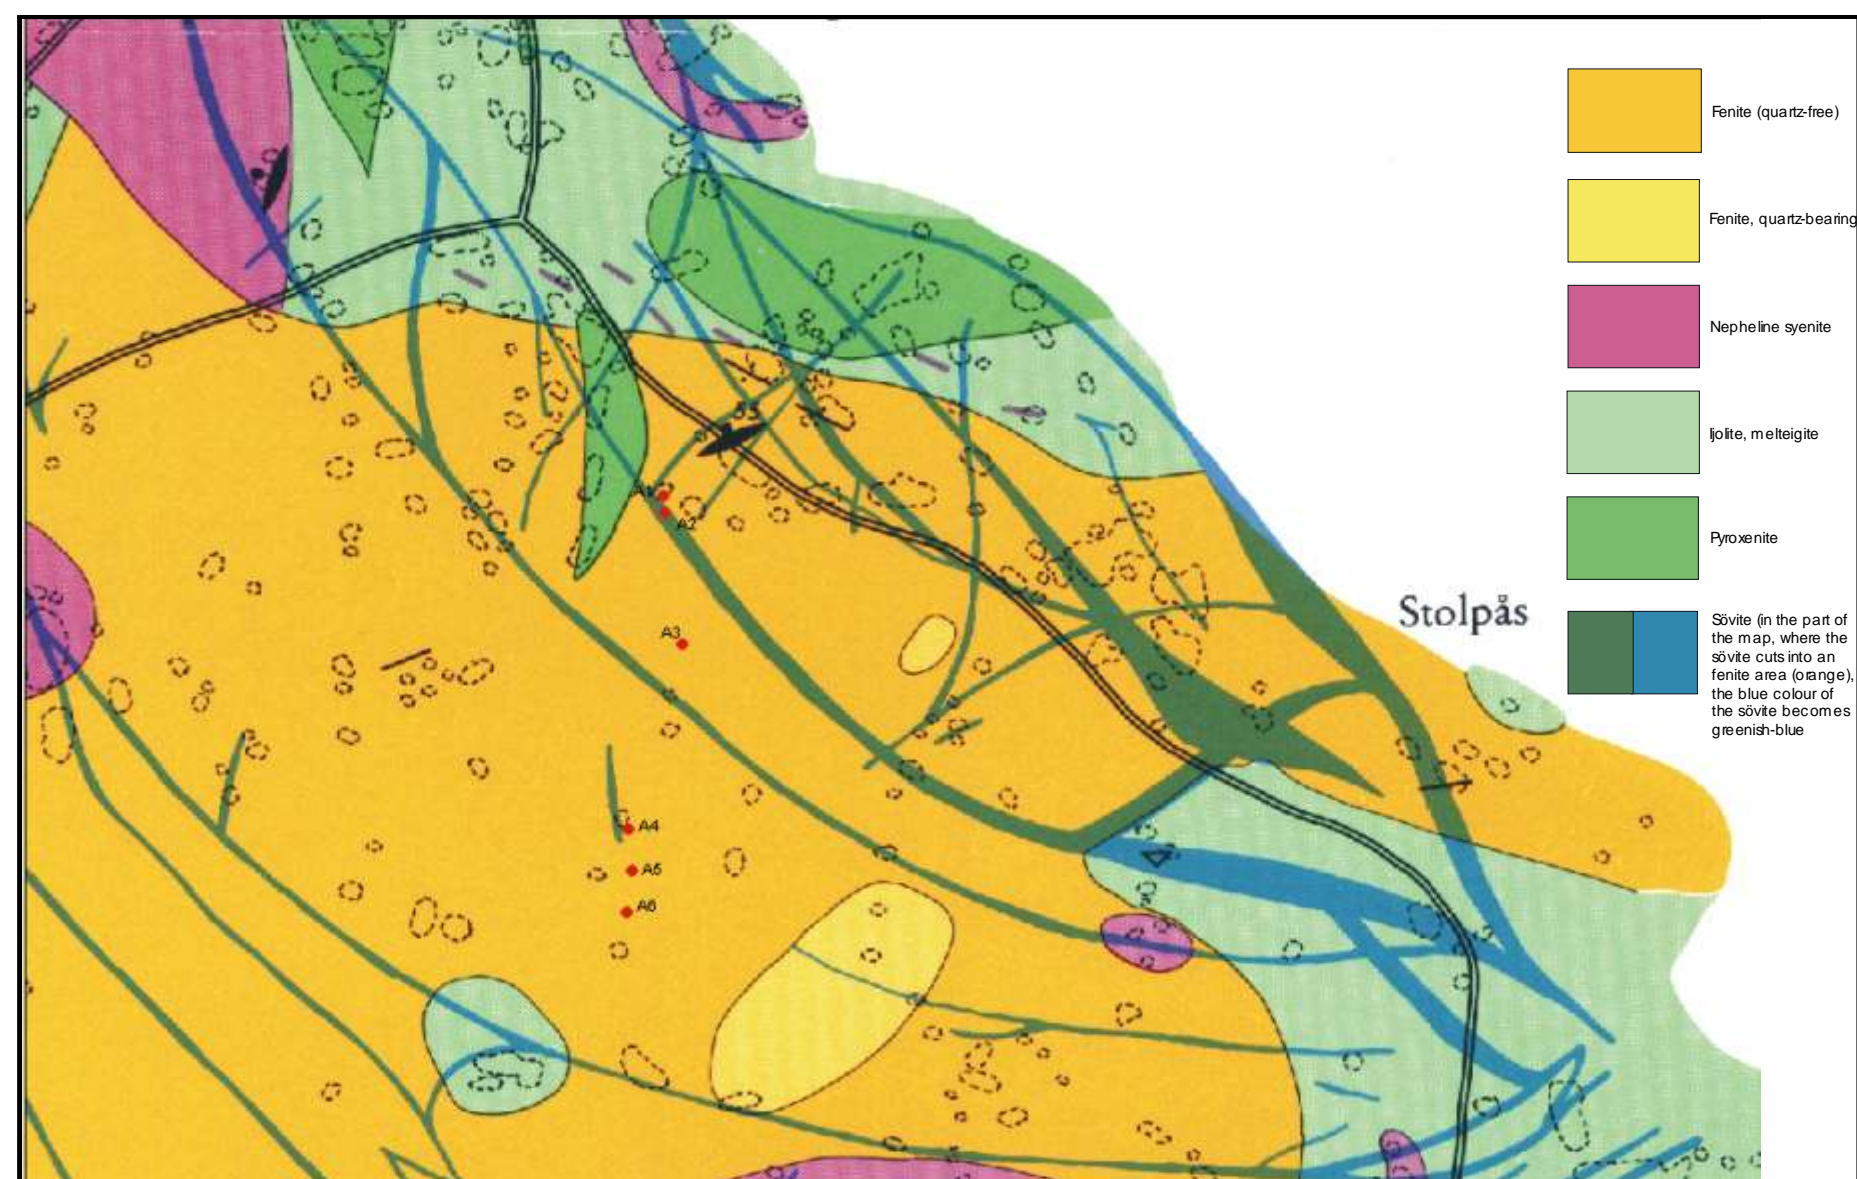 Fenite (quartz-free)
Fenite, quartz-bearing
Nepheline syenite
Ijolite, melteigite
Pyroxenite
Stolpås
Sövite (in the part of
the map, where the
sövite cuts into an
fenite area (orange),
the blue colour of
the sövite becomes
greenish-blue
55
A2
A3
A4
A5
A6